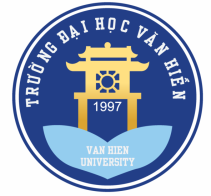 TRƯỜNG ĐẠI HỌC VĂN HIẾN
1997
VAN HIEN
UNIVERSITY